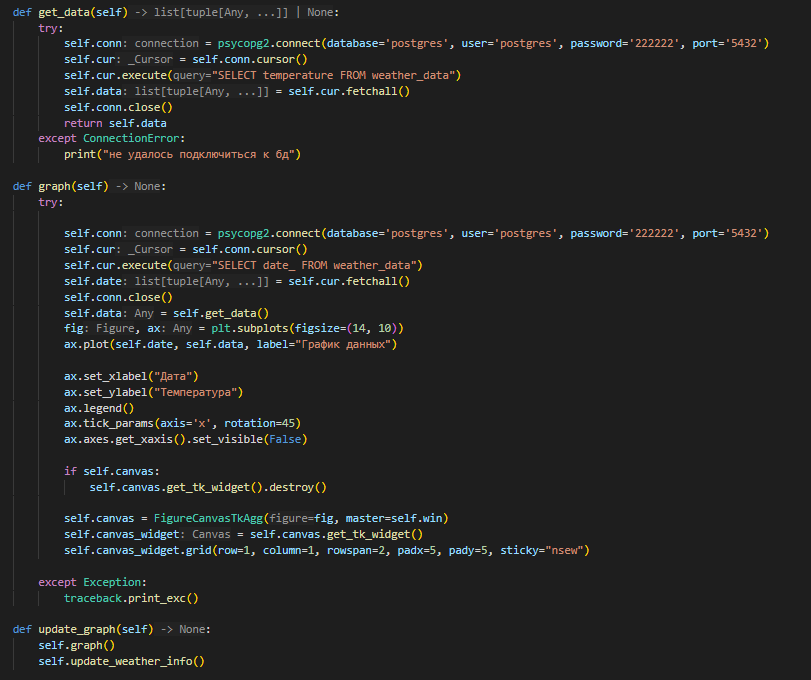 def get_data(self) -> list[tuple[Any, ...]] | None:
    try:
        self.conn: connection = psycopg2.connect(database='postgres', user='postgres', password='222222', port='5432')
        self.cur: _Cursor = self.conn.cursor()
        self.cur.execute(query="SELECT temperature FROM weather_data")
        self.data: list[tuple[Any, ...]] = self.cur.fetchall()
        self.conn.close()
        return self.data
    except ConnectionError:
        print("не удалось подключиться к бд")
def graph(self) -> None:
    try:
        self.conn: connection = psycopg2.connect(database='postgres', user='postgres', password='222222', port='5432')
        self.cur: _Cursor = self.conn.cursor()
        self.cur.execute(query="SELECT date_ FROM weather_data")
        self.date: list[tuple[Any, ...]] = self.cur.fetchall()
        self.conn.close()
        self.data: Any = self.get_data()
        fig: Figure, ax: Any = plt.subplots(figsize=(14, 10))
        ax.plot(self.date, self.data, label="График данных")
        ax.set_xlabel("Дата")
        ax.set_ylabel("Температура")
        ax.legend()
        ax.tick_params(axis='x', rotation=45)
        ax.axes.get_xaxis().set_visible(False)
        if self.canvas:
            self.canvas.get_tk_widget().destroy()
        self.canvas = FigureCanvasTkAgg(figure=fig, master=self.win)
        self.canvas_widget: Canvas = self.canvas.get_tk_widget()
        self.canvas_widget.grid(row=1, column=1, rowspan=2, padx=5, pady=5, sticky="nsew")
    except Exception:
        traceback.print_exc()
def update_graph(self) -> None:
    self.graph()
    self.update_weather_info()